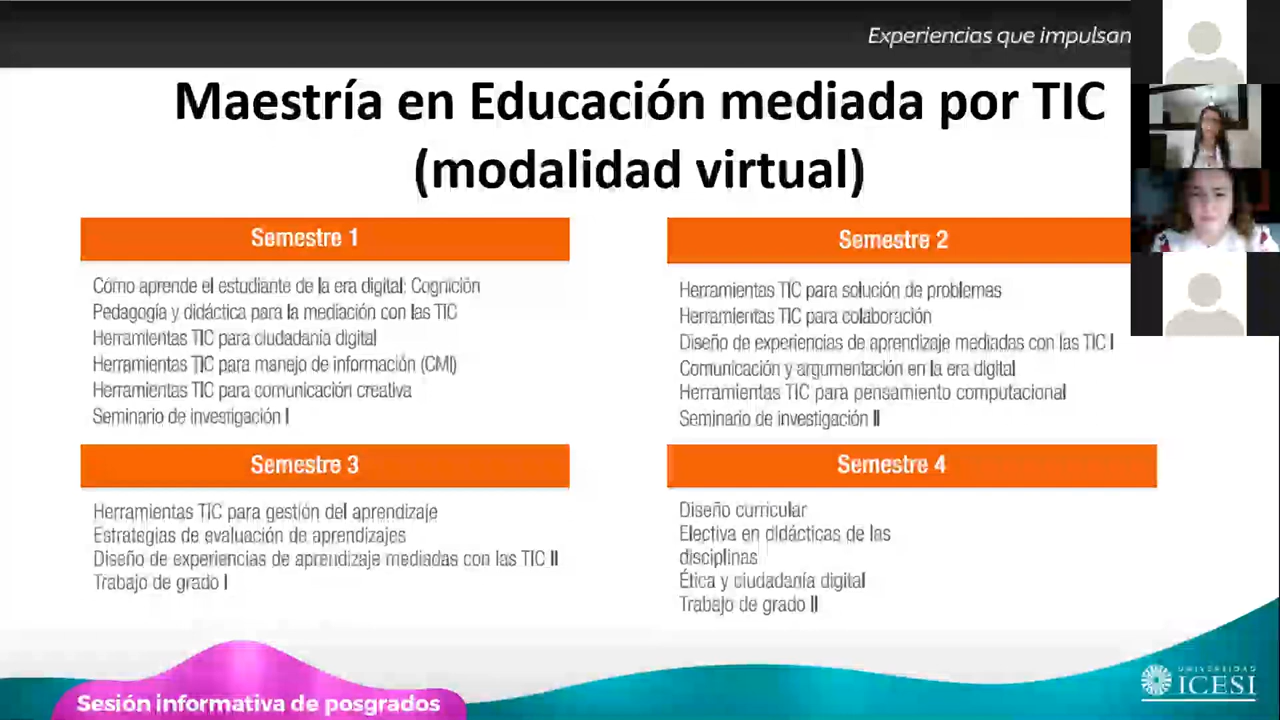 Experiencias que impulsan
Maestría en Educación mediada por TIC
(modalidad virtual)
Semestre 1
Cómo aprende el estudiante de la era digital: Cognición
Pedagogía y didáctica para la mediación con las TIC
Herramientas TIC para ciudadanía digital
Herramientas TIC para manejo de información (CMI)
Herramientas TIC para comunicación creativa
Seminario de investigación I
Semestre 2
Herramientas TIC para solución de problemas
Herramientas TIC para colaboración
Diseño de experiencias de aprendizaje mediadas con las TIC I
Comunicación y argumentación en la era digital
Herramientas TIC para pensamiento computacional
Seminario de investigación II
Semestre 3
Herramientas TIC para gestión del aprendizaje
Estrategias de evaluación de aprendizajes
Diseño de experiencias de aprendizaje mediadas con las TIC II
Trabajo de grado I
Semestre 4
Diseño curricular
Electiva en didácticas de las
disciplinas
Ética y ciudadanía digital
Trabajo de grado II
Sesión informativa de posgrados
UNIVERSIDAD
ICESI